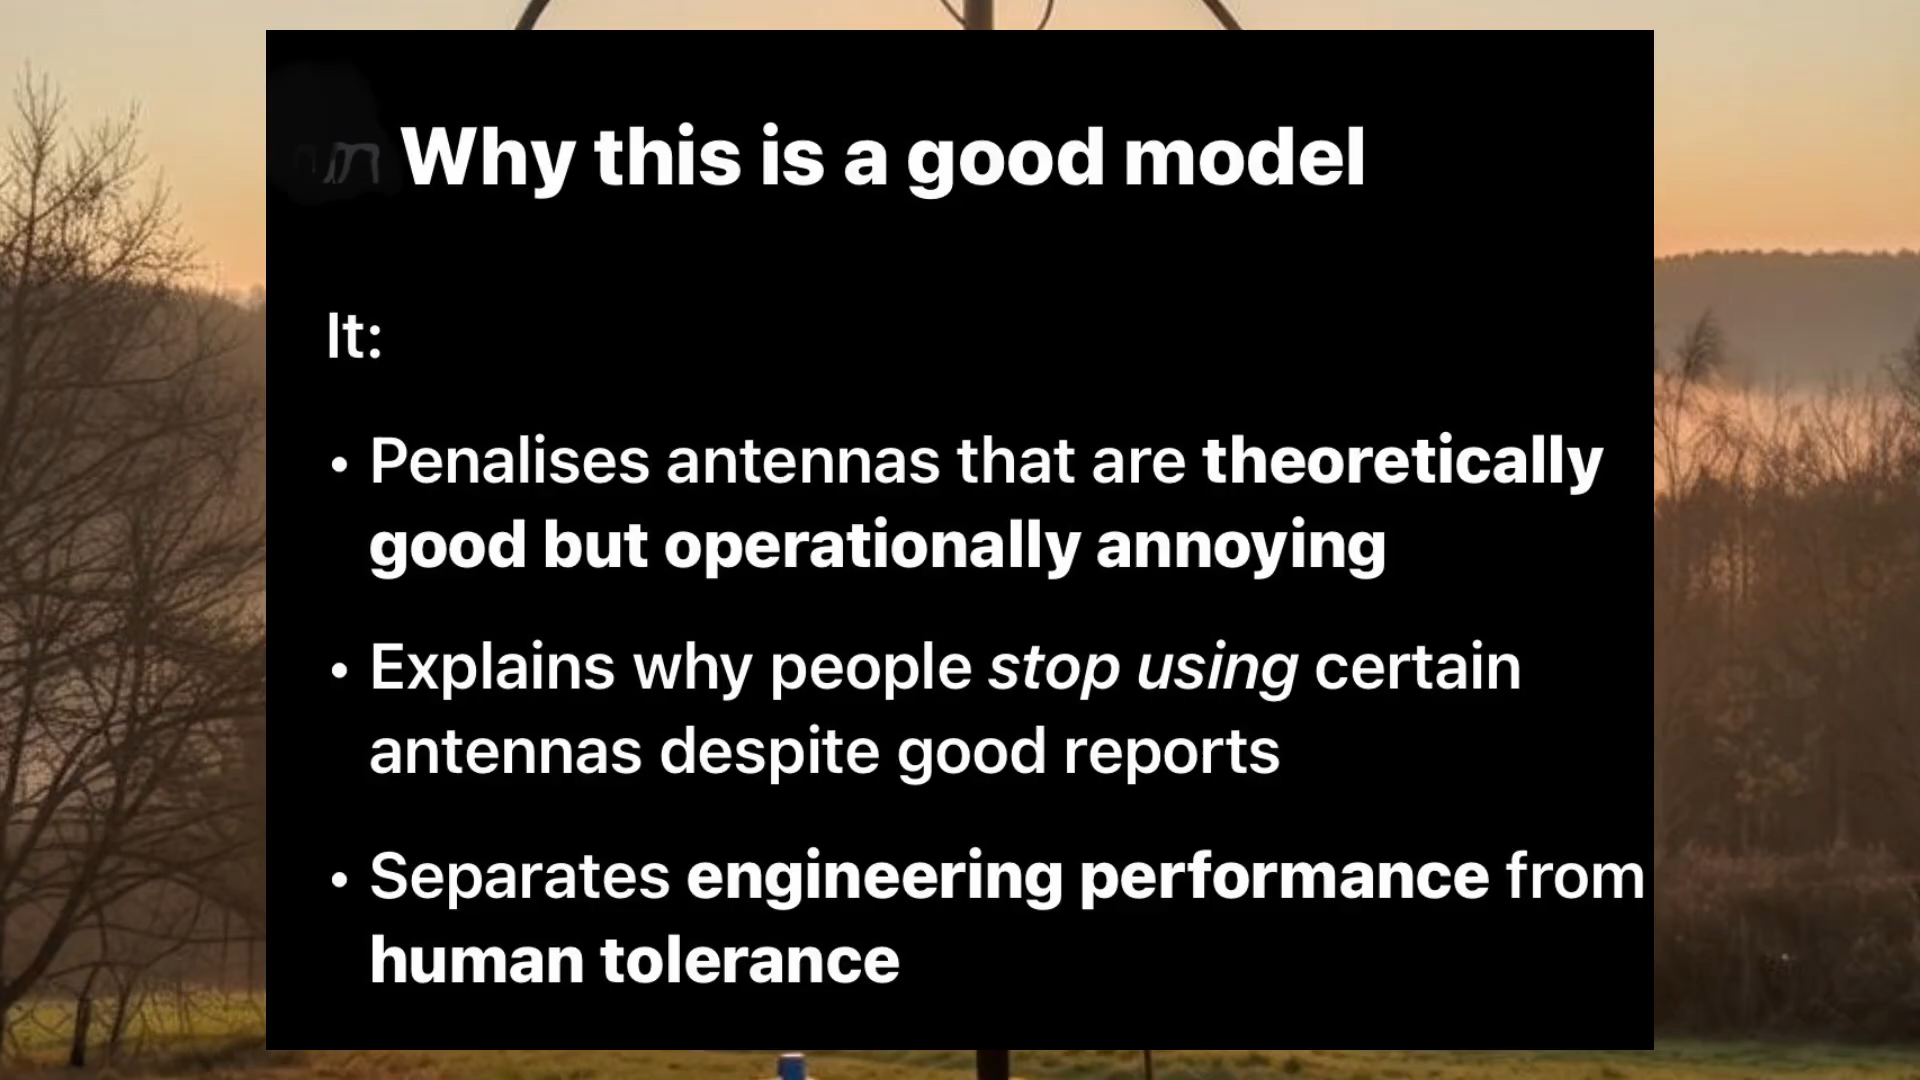 Why this is a good model
It:
• Penalises antennas that are theoretically
good but operationally annoying
• Explains why people stop using certain
antennas despite good reports
• Separates engineering performance from
human tolerance